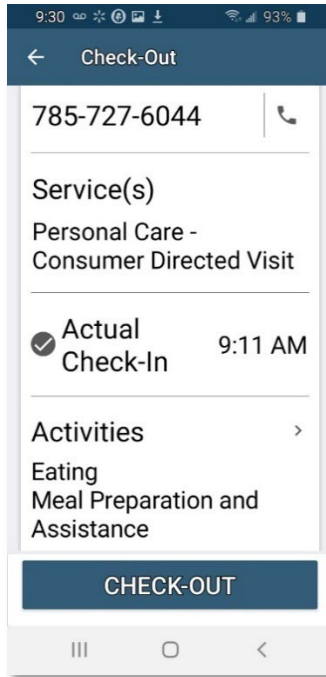 9:30 93%
Check-Out
785-727-6044
Service(s)
Personal Care -
Consumer Directed Visit
Actual
Check-In
9:11 AM
Activities
Eating
Meal Preparation and
Assistance
CHECK-OUT